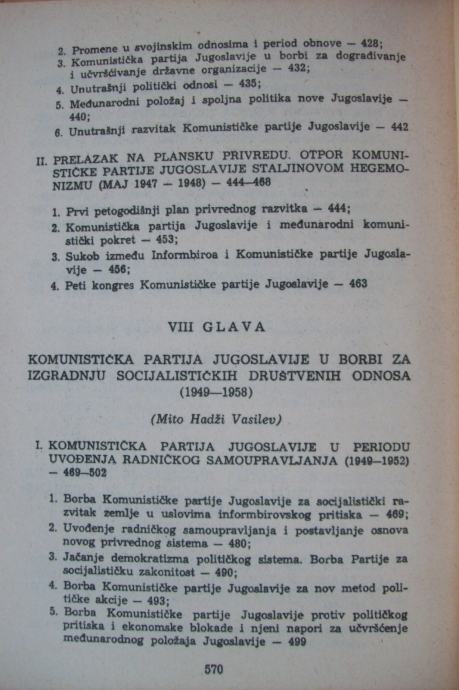 2. Promene u svojinskim odnosima i period obnove — 428;
3. Komunistička partija Jugoslavije u borbi za dograđivanje
i učvršćivanje državne organizacije — 432;
4. Unutrašnji politički odnosi — 435;
5. Međunarodni položaj i spoljna politika nove Jugoslavije —
440;
6. Unutrašnji razvitak Komunističke partije Jugoslavije — 442
II. PRELAZAK NA PLANSKU PRIVREDU. OTPOR KOMUNI-
STIČKE PARTIJE JUGOSLAVIJE STALJINOVOM HEGEMO-
NIZMU (MAJ 1947 — 1948) — 444—468
1. Prvi petogodišnji plan privrednog razvitka — 444;
2. Komunistička partija Jugoslavije i međunarodni komuni-
stički pokret — 453;
3. Sukob između Informbiroa i Komunističke partije Jugosla-
vije — 456;
4. Peti kongres Komunističke partije Jugoslavije — 463
VIII GLAVA
KOMUNISTIČKA PARTIJA JUGOSLAVIJE U BORBI ZA
IZGRADNJU SOCIJALISTIČKIH DRUŠTVENIH ODNOSA
(1949—1958)
(Mito Hadži Vasilev)
I. KOMUNISTIČKA PARTIJA JUGOSLAVIJE U PERIODU
UVOĐENJA RADNIČKOG SAMOUPRAVLJANJA (1949—1952)
— 469—502
1. Borba Komunističke partije Jugoslavije za socijalistički ra-
zvitak zemlje u uslovima informbirovskog pritiska — 469;
2. Uvođenje radničkog samoupravljanja i postavljanje osnova
novog privrednog sistema — 480;
3. Jačanje demokratizma političkog sistema. Borba Partije za
socijalističku zakonitost — 490;
4. Borba Komunističke partije Jugoslavije za nov metod poli-
tičke akcije — 493;
5. Borba Komunističke partije Jugoslavije protiv političkog
pritiska i ekonomske blokade i njeni napori za učvršćenje
međunarodnog položaja Jugoslavije — 499
570